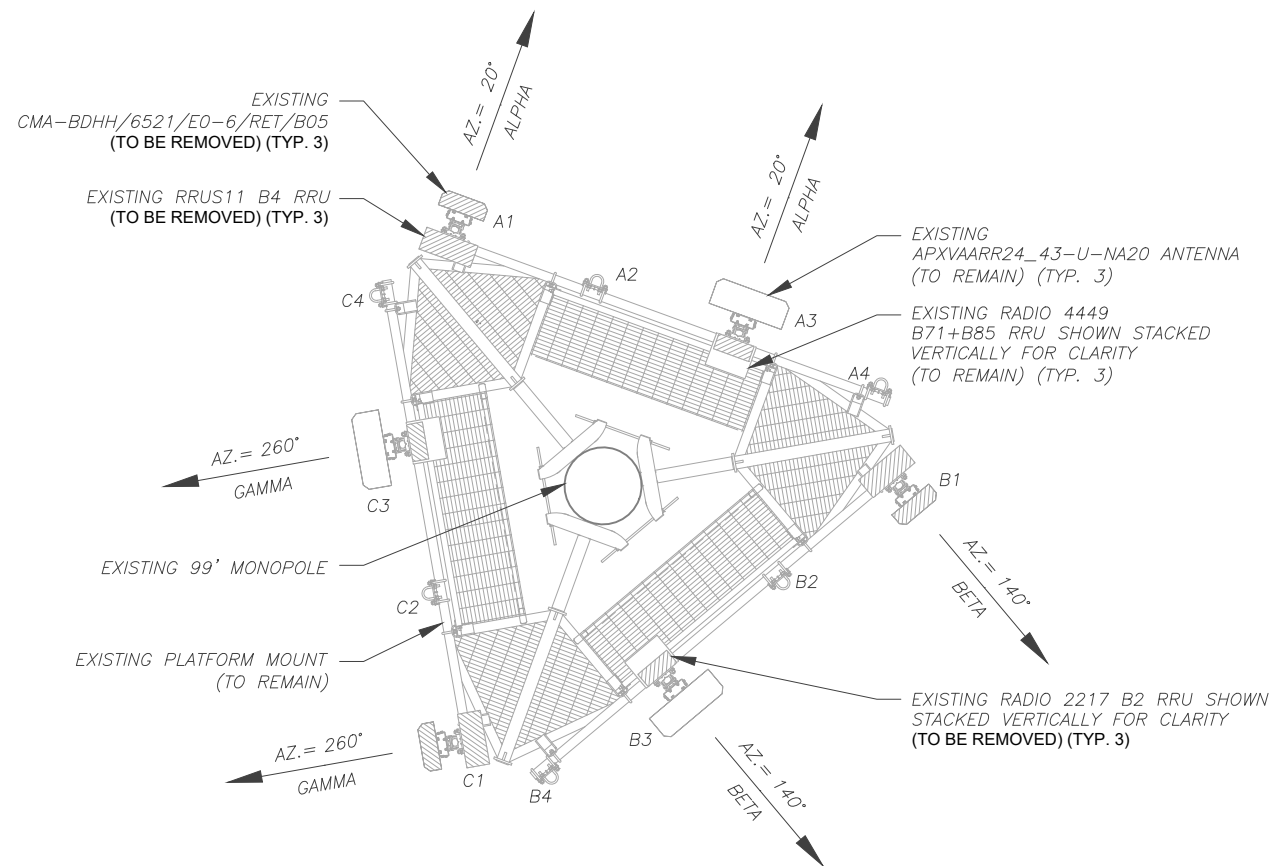 EXISTING
CMA-BDHH/6521/E0-6/RET/B05
(TO BE REMOVED) (TYP. 3)
EXISTING RRUS11 B4 RRU
(TO BE REMOVED) (TYP. 3)
AZ.= 20°
ALPHA
AZ.= 20°
ALPHA
A1
A2
A3
A4
EXISTING
APXVAARR24_43-U-NA20 ANTENNA
(TO REMAIN) (TYP. 3)
EXISTING RADIO 4449
B71+B85 RRU SHOWN STACKED
VERTICALLY FOR CLARITY
(TO REMAIN) (TYP. 3)
C4
AZ.= 260°
GAMMA
C3
B1
AZ.= 140°
BETA
EXISTING 99' MONOPOLE
C2
B2
EXISTING PLATFORM MOUNT
(TO REMAIN)
EXISTING RADIO 2217 B2 RRU SHOWN
STACKED VERTICALLY FOR CLARITY
(TO BE REMOVED) (TYP. 3)
AZ.= 260°
GAMMA
C1
B4
B3
AZ.= 140°
BETA